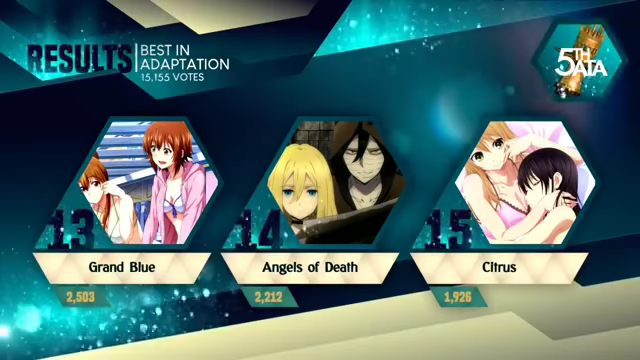 RESULTS
BEST IN
ADAPTATION
15,155 VOTES
5TH
ATA
13
14
15
Grand Blue
Angels of Death
Citrus
2,503
2,212
1,926